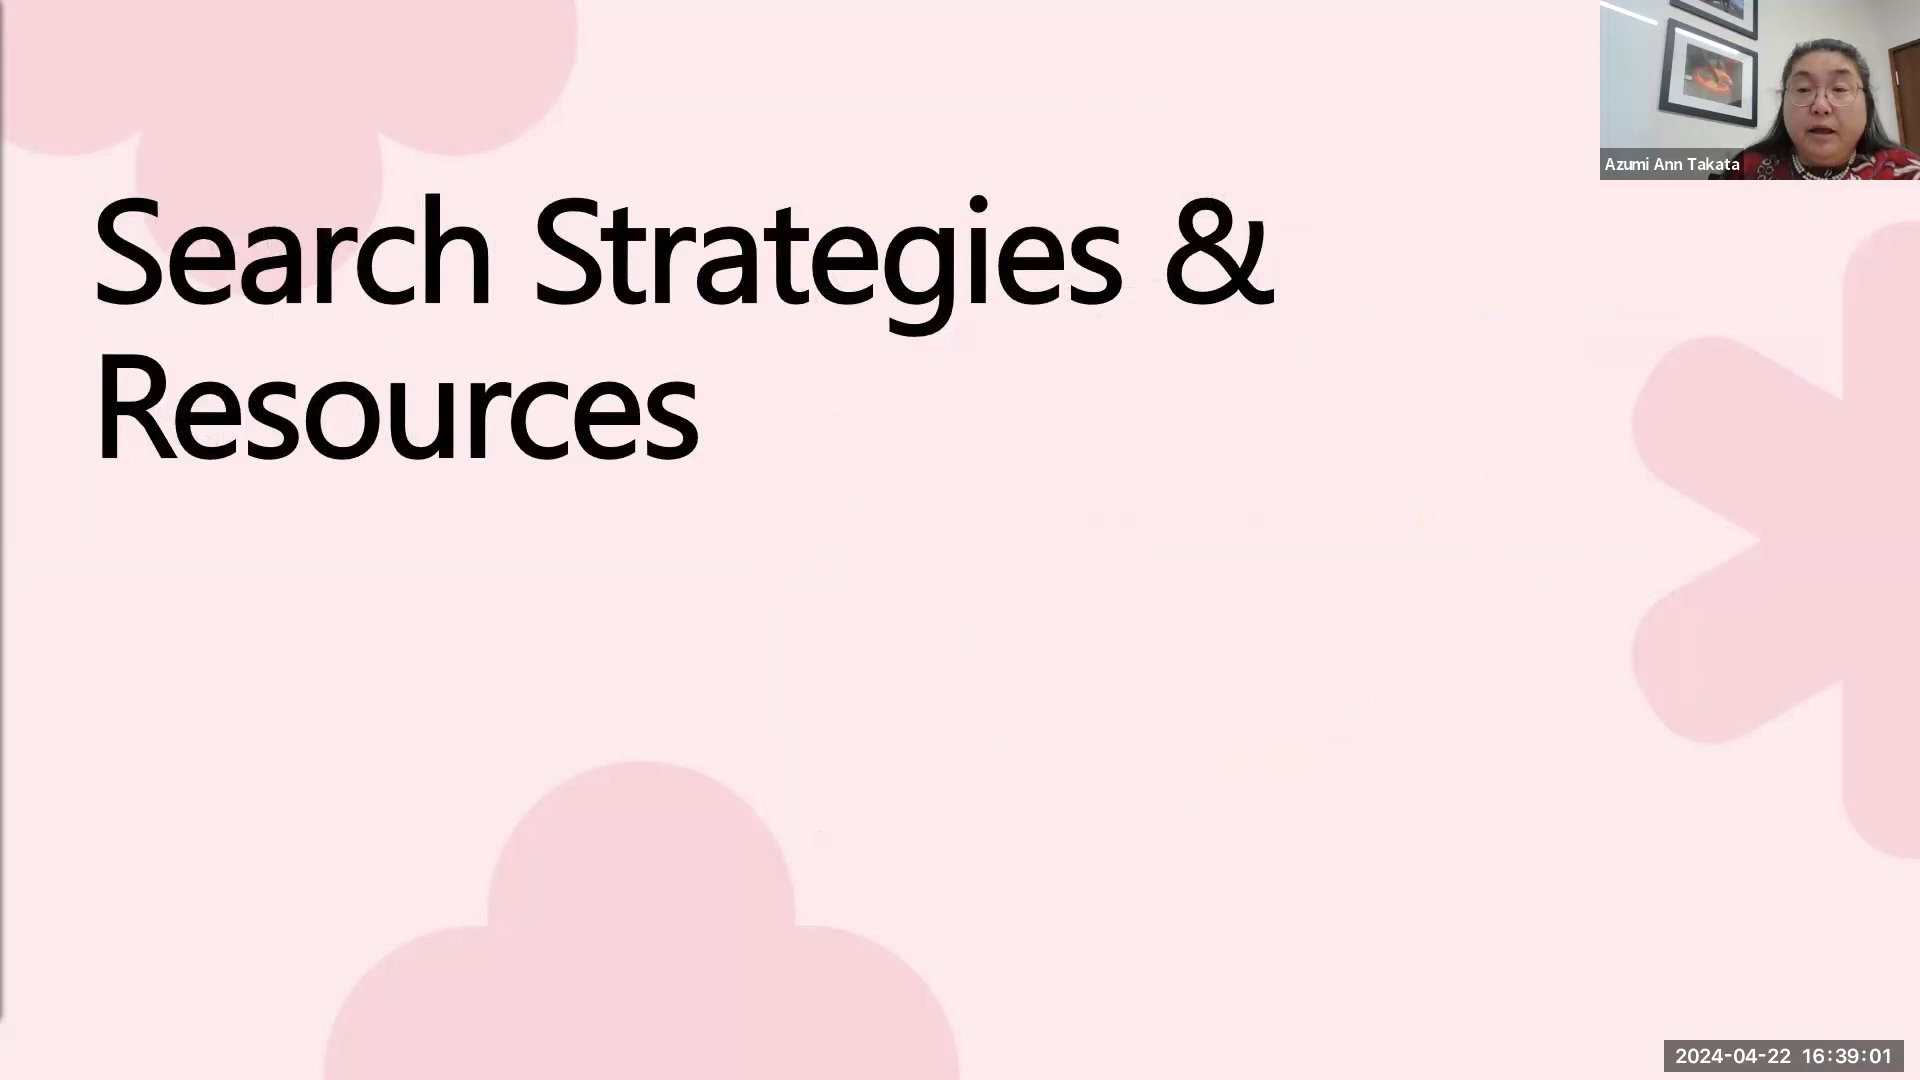 Search Strategies &
Resources
Azumi Ann Takata
2024-04-22 16:39:01